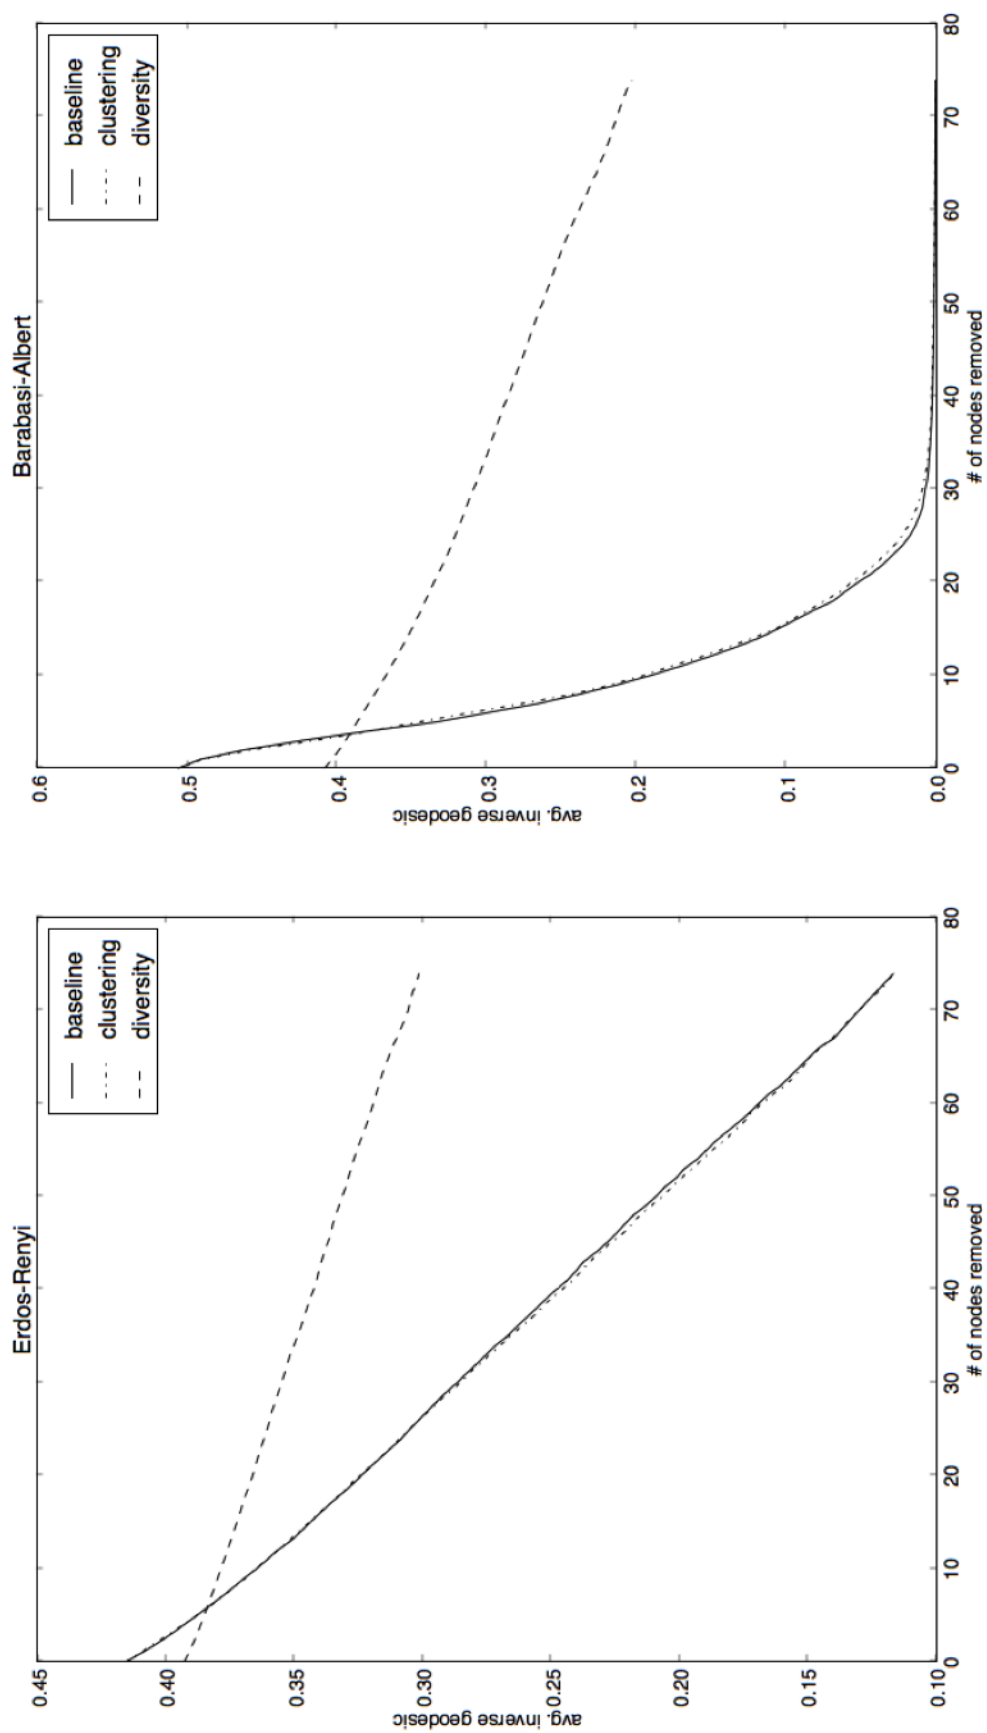 Erdos-Renyi
baseline
clustering
diversity
avg. inverse geodesic
0.45
0.40
0.35
0.30
0.25
0.20
0.15
0.10
0 10 20 30 40 50 60 70 80
# of nodes removed
Barabasi-Albert
baseline
clustering
diversity
avg. inverse geodesic
0.6
0.5
0.4
0.3
0.2
0.1
0.0
0 10 20 30 40 50 60 70 80
# of nodes removed